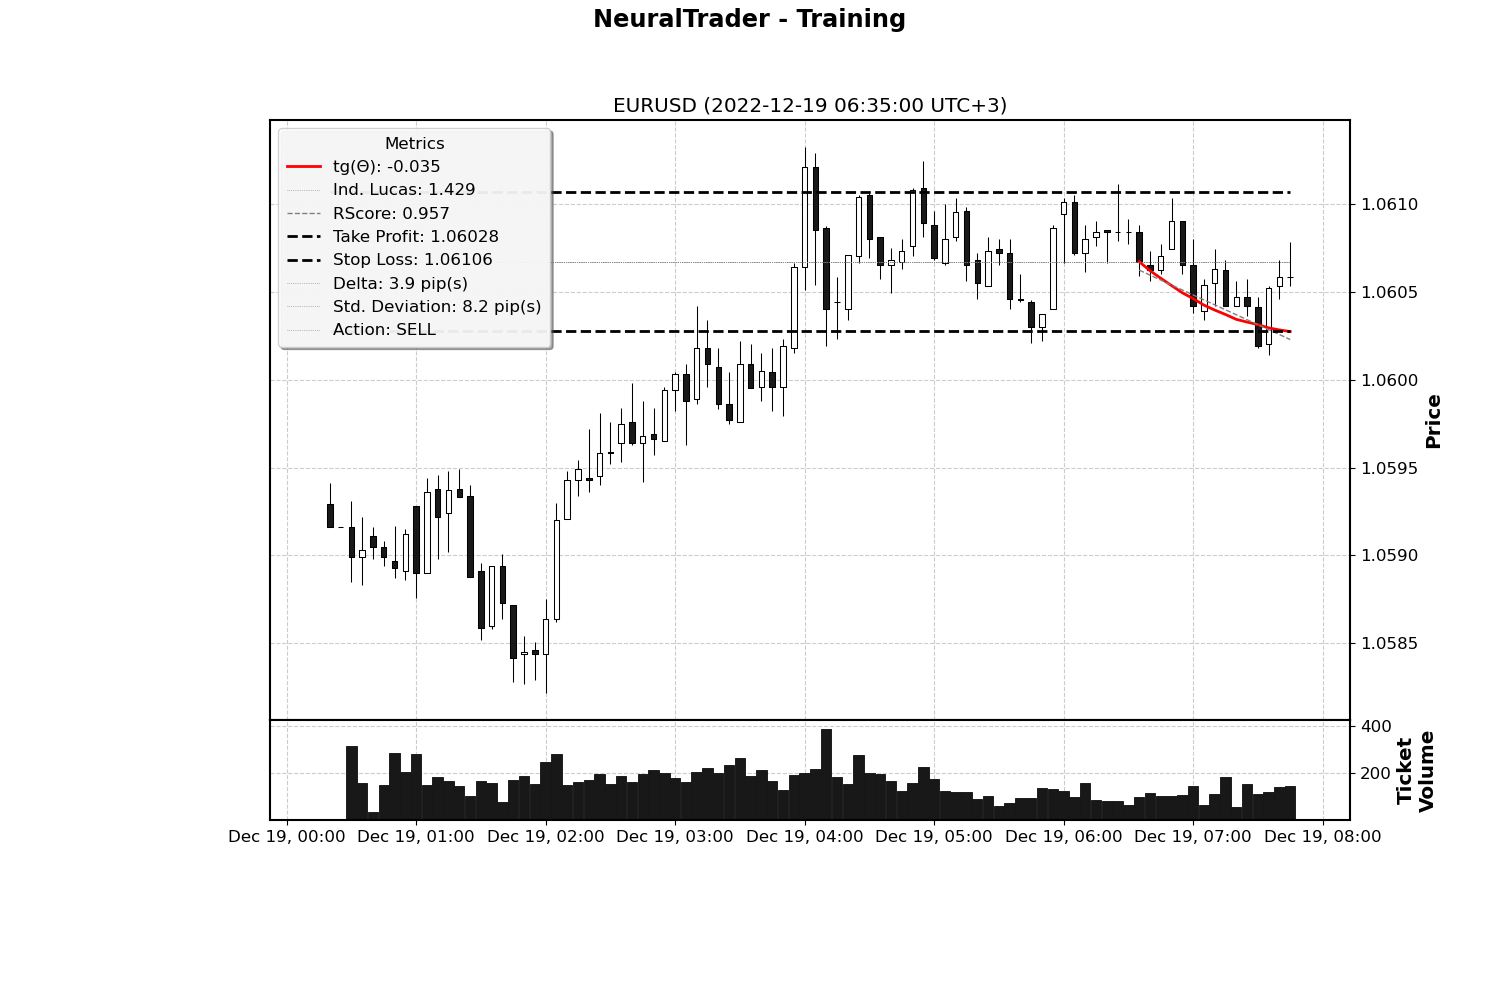 NeuralTrader - Training
EURUSD (2022-12-19 06:35:00 UTC+3)
Metrics
tg(Θ): -0.035
Ind. Lucas: 1.429
RScore: 0.957
Take Profit: 1.06028
Stop Loss: 1.06106
Delta: 3.9 pip(s)
Std. Deviation: 8.2 pip(s)
Action: SELL
1.0610
1.0605
1.0600
1.0595
1.0590
1.0585
Price
400
200
Ticket
Volume
Dec 19, 00:00 Dec 19, 01:00 Dec 19, 02:00 Dec 19, 03:00 Dec 19, 04:00 Dec 19, 05:00 Dec 19, 06:00 Dec 19, 07:00 Dec 19, 08:00